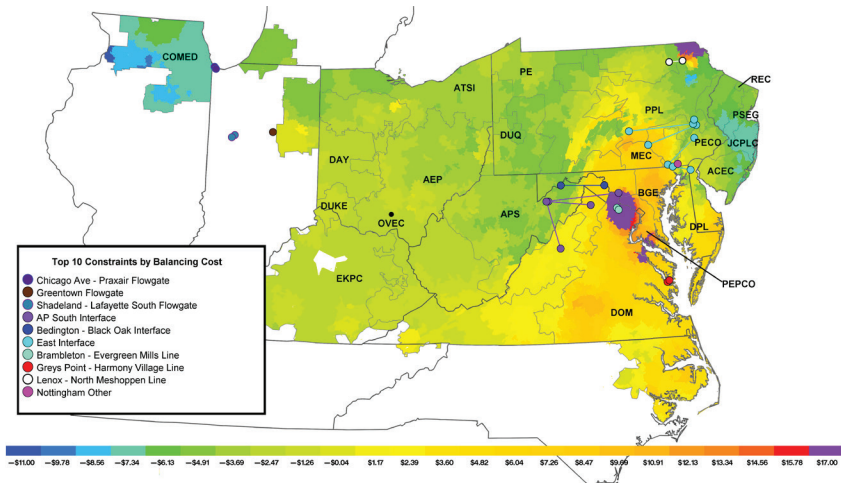 COMED
ATSI
PE
REC
PPL
PSEG
DUQ
PECO
JCPLC
DAY
MEC
AEP
ACEC
BGE
DUKE
APS
OVEC
DPL
EKPC
PEPCO
DOM
Top 10 Constraints by Balancing Cost
Chicago Ave - Praxair Flowgate
Greentown Flowgate
Shadeland - Lafayette South Flowgate
AP South Interface
Bedington - Black Oak Interface
East Interface
Brambleton - Evergreen Mills Line
Greys Point - Harmony Village Line
Lenox - North Meshoppen Line
Nottingham Other
–$11.00 –$9.78 –$8.56 –$7.34 –$6.13 –$4.91 –$3.69 –$2.47 –$1.26 –$0.04 $1.17 $2.39 $3.60 $4.82 $6.04 $7.26 $8.47 $9.69 $10.91 $12.13 $13.34 $14.56 $15.78 $17.00